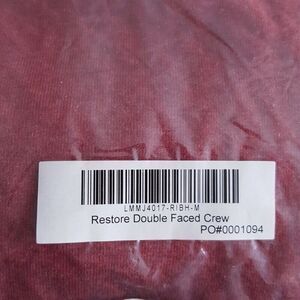 LMMJ4017-RIBH-M
Restore Double Faced Crew
PO#0001094